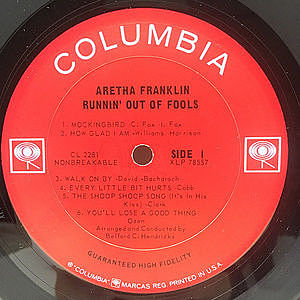 COLUMBIA
ARETHA FRANKLIN
RUNNIN' OUT OF FOOLS
1. MOCKINGBIRD -C. Fox -I. Fox
2. HOW GLAD I AM -Williams- Harrison
CL 2281 SIDE 1
NONBREAKABLE XLP 78557
3. WALK ON BY -David -Bacharach
4. EVERY LITTLE BIT HURTS -Cobb
5. THE SHOOP SHOOP SONG (It's In His
Kiss) -Clark
6. YOU'LL LOSE A GOOD THING
Ozen
Arranged and Conducted by
Belford C. Hendricks
GUARANTEED HIGH FIDELITY
® "COLUMBIA" MARCAS REG. PRINTED IN U.S.A.